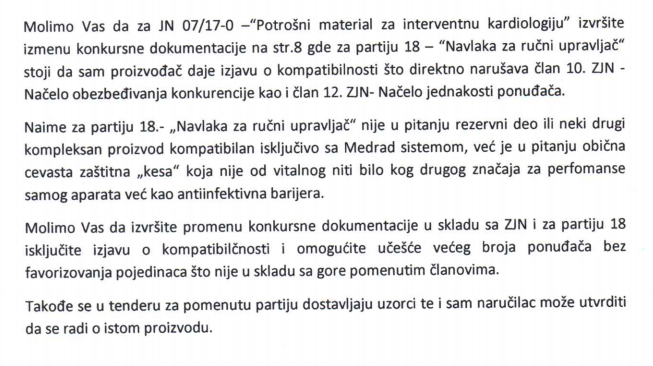 Molimo Vas da za JN 07/17-0 –“Potrošni material za interventnu kardiologiju” izvršite
izmenu konkursne dokumentacije na str.8 gde za partiju 18 – “Navlaka za ručni upravljač“
stoji da sam proizvođač daje izjavu o kompatibilnosti što direktno narušava član 10. ZJN -
Načelo obezbeđivanja konkurencije kao i član 12. ZJN- Načelo jednakosti ponuđača.
Naime za partiju 18.- „Navlaka za ručni upravljač“ nije u pitanju rezervni deo ili neki drugi
kompleksan proizvod kompatibilan isključivo sa Medrad sistemom, već je u pitanju obična
cevasta zaštitna „kesa“ koja nije od vitalnog niti bilo kog drugog značaja za perfomanse
samog aparata već kao antiinfektivna barijera.
Molimo Vas da izvršite promenu konkursne dokumentacije u skladu sa ZJN i za partiju 18
isključite izjavu o kompatibilčnosti i omogućite učešće većeg broja ponuđača bez
favorizovanja pojedinaca što nije u skladu sa gore pomenutim članovima.
Takođe se u tenderu za pomenutu partiju dostavljaju uzorci te i sam naručilac može utvrditi
da se radi o istom proizvodu.